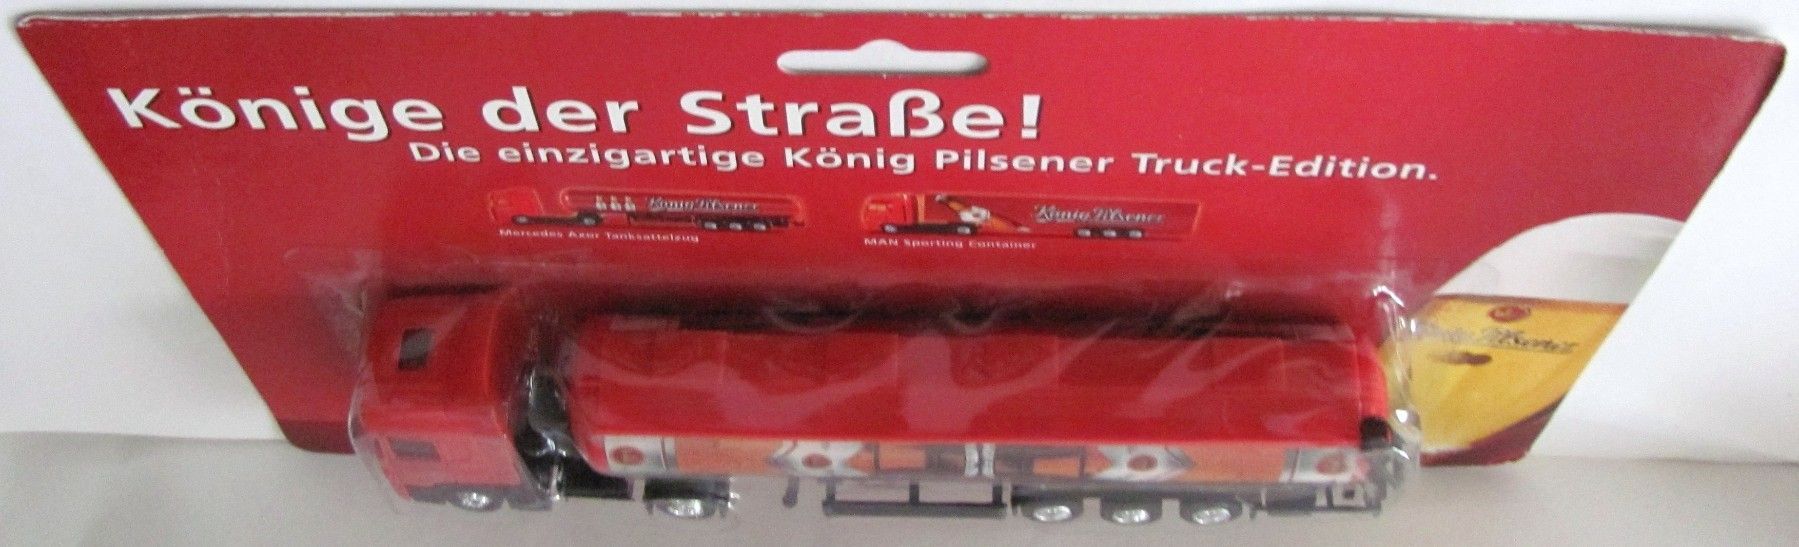 Könige der Straße!
Die einzigartige König Pilsener Truck-Edition.
König Pilsener
König Pilsener
Mercedes Axor Tanksattelzug
MAN Sporting Container
Pilsener